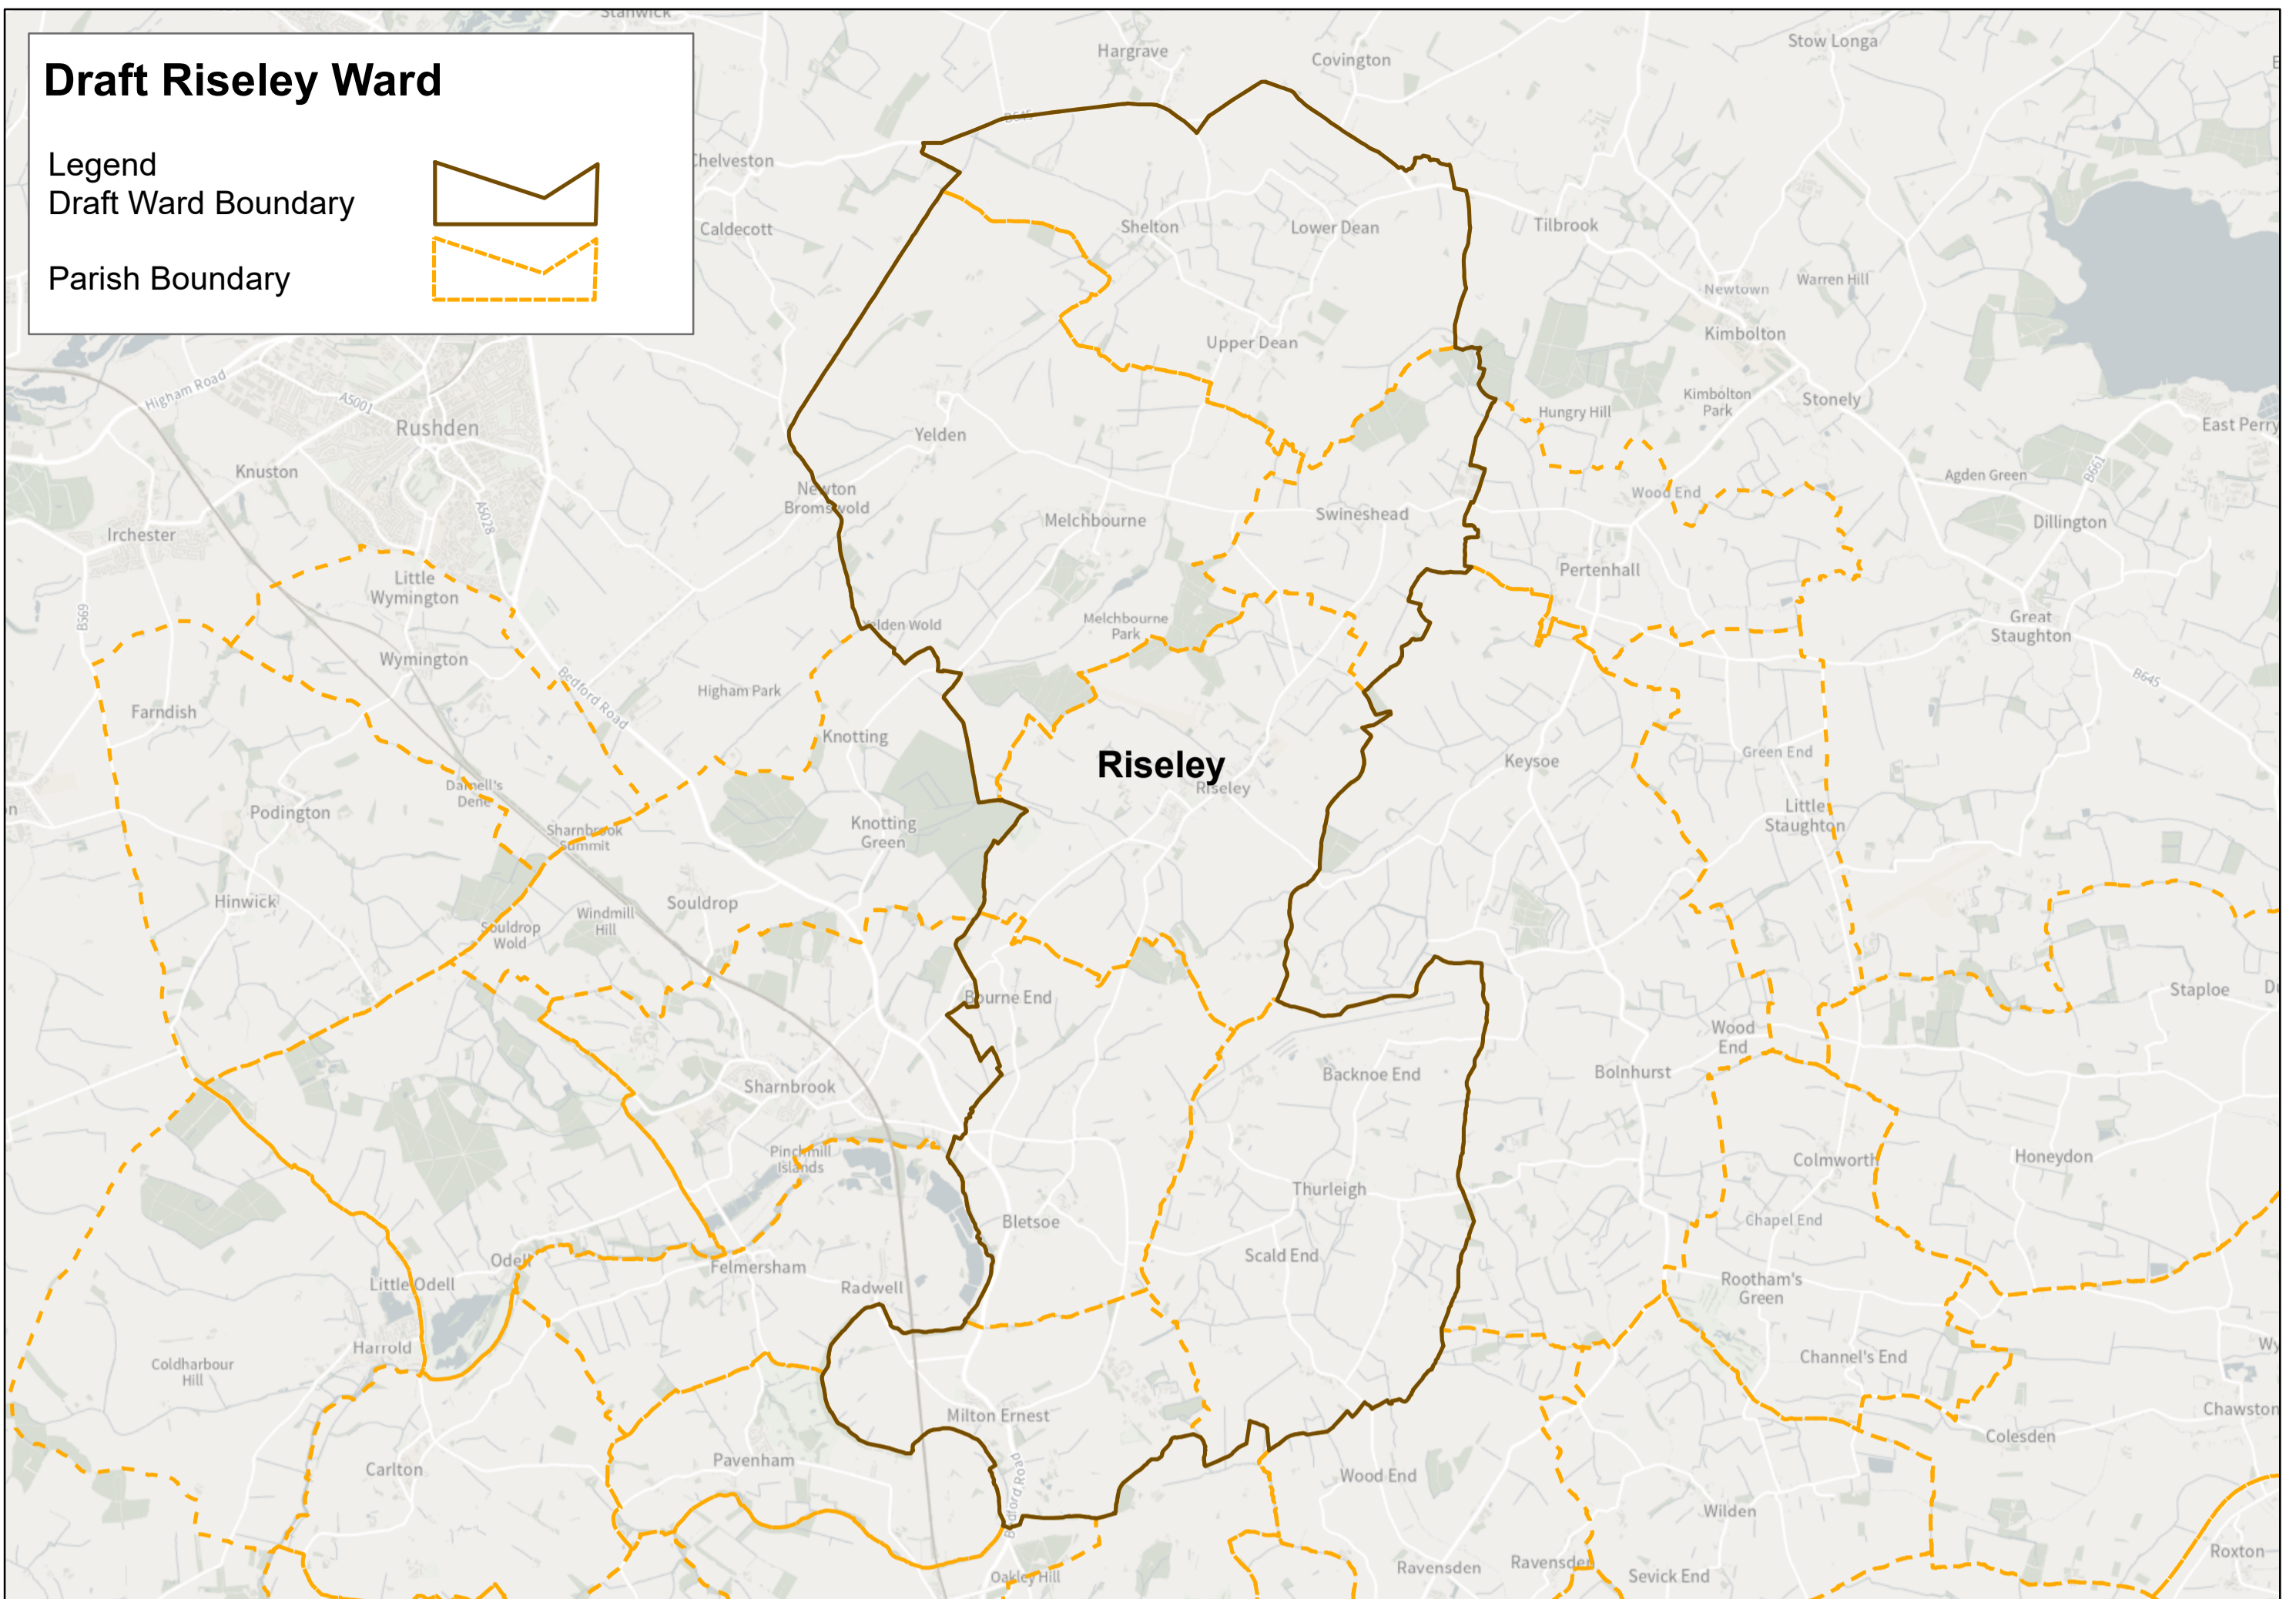 Stanwick
Hargrave
Covington
Stow Longa
Draft Riseley Ward
Legend
Draft Ward Boundary
Parish Boundary
B645
Chelveston
Caldecott
Shelton
Lower Dean
Tilbrook
Newtown
Warren Hill
Kimbolton
Upper Dean
Higham Road
A5001
Rushden
Kimbolton
Park
Stonely
Hungry Hill
East Perry
Yelden
Knuston
Agden Green
B661
Newton
Bromswold
Wood End
A5028
Irchester
Melchbourne
Swineshead
Dillington
Little
Wymington
Pertenhall
B569
Yelden Wold
Melchbourne
Park
Great
Staughton
Wymington
B645
Bedford Road
Higham Park
Farndish
Knotting
Riseley
Keysoe
Green End
Riseley
Darnell's
Dene
Podington
Knotting
Green
Little
Staughton
Sharnbrook
Summit
Hinwick
Souldrop
Windmill
Hill
Souldrop
Wold
Bourne End
Staploe
Wood
End
Sharnbrook
Backnoe End
Bolnhurst
Pinchmill
Islands
Colmworth
Honeydon
Thurleigh
Bletsoe
Chapel End
Scald End
Odell
Felmersham
Little Odell
Radwell
Rootham's
Green
Harrold
Coldharbour
Hill
Channel's End
Milton Ernest
Chawston
Colesden
Pavenham
Carlton
Wood End
Bedford Road
Wilden
Roxton
Ravensden
Ravensden
Sevick End
Oakley Hill